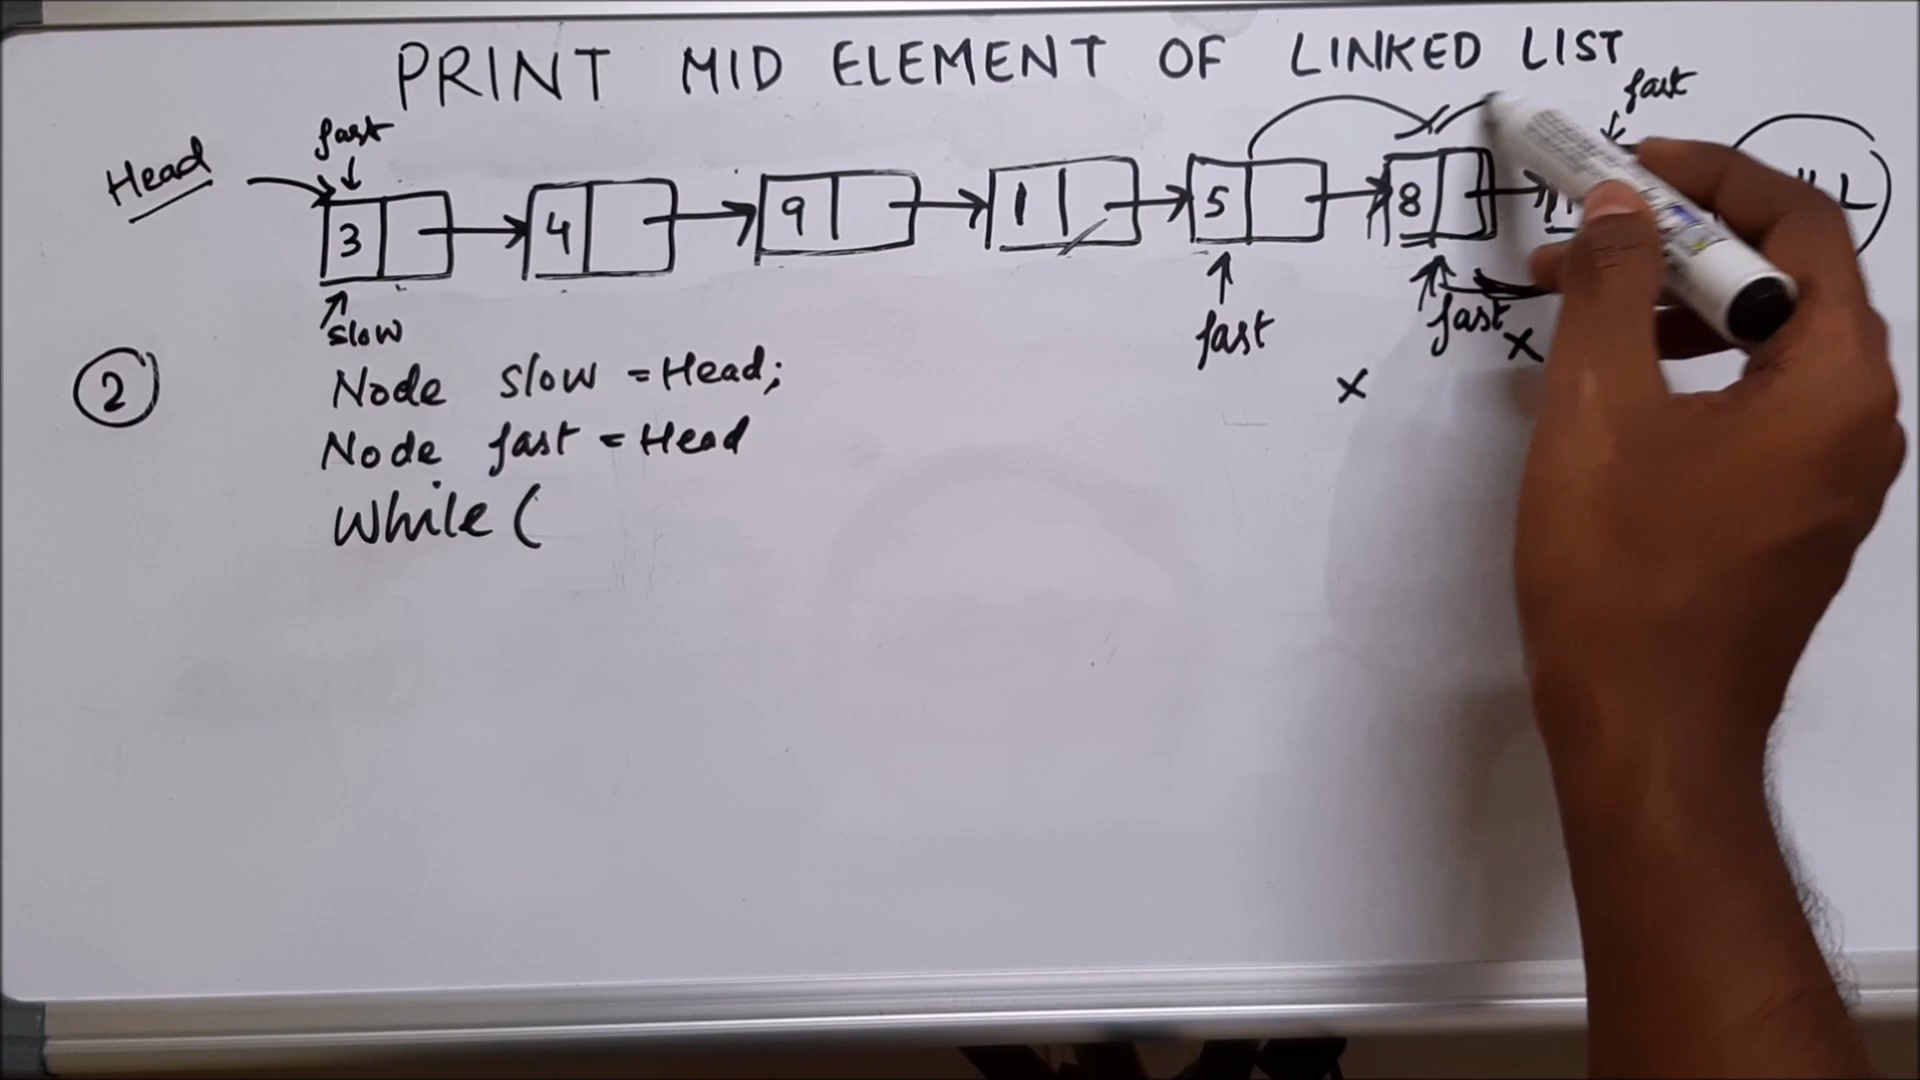 PRINT MID ELEMENT OF LINKED LIST
fast
fast
Head
3 4 9 1 5 8
slow
fast
fast
x
x
2
Node slow = Head;
Node fast = Head
While (